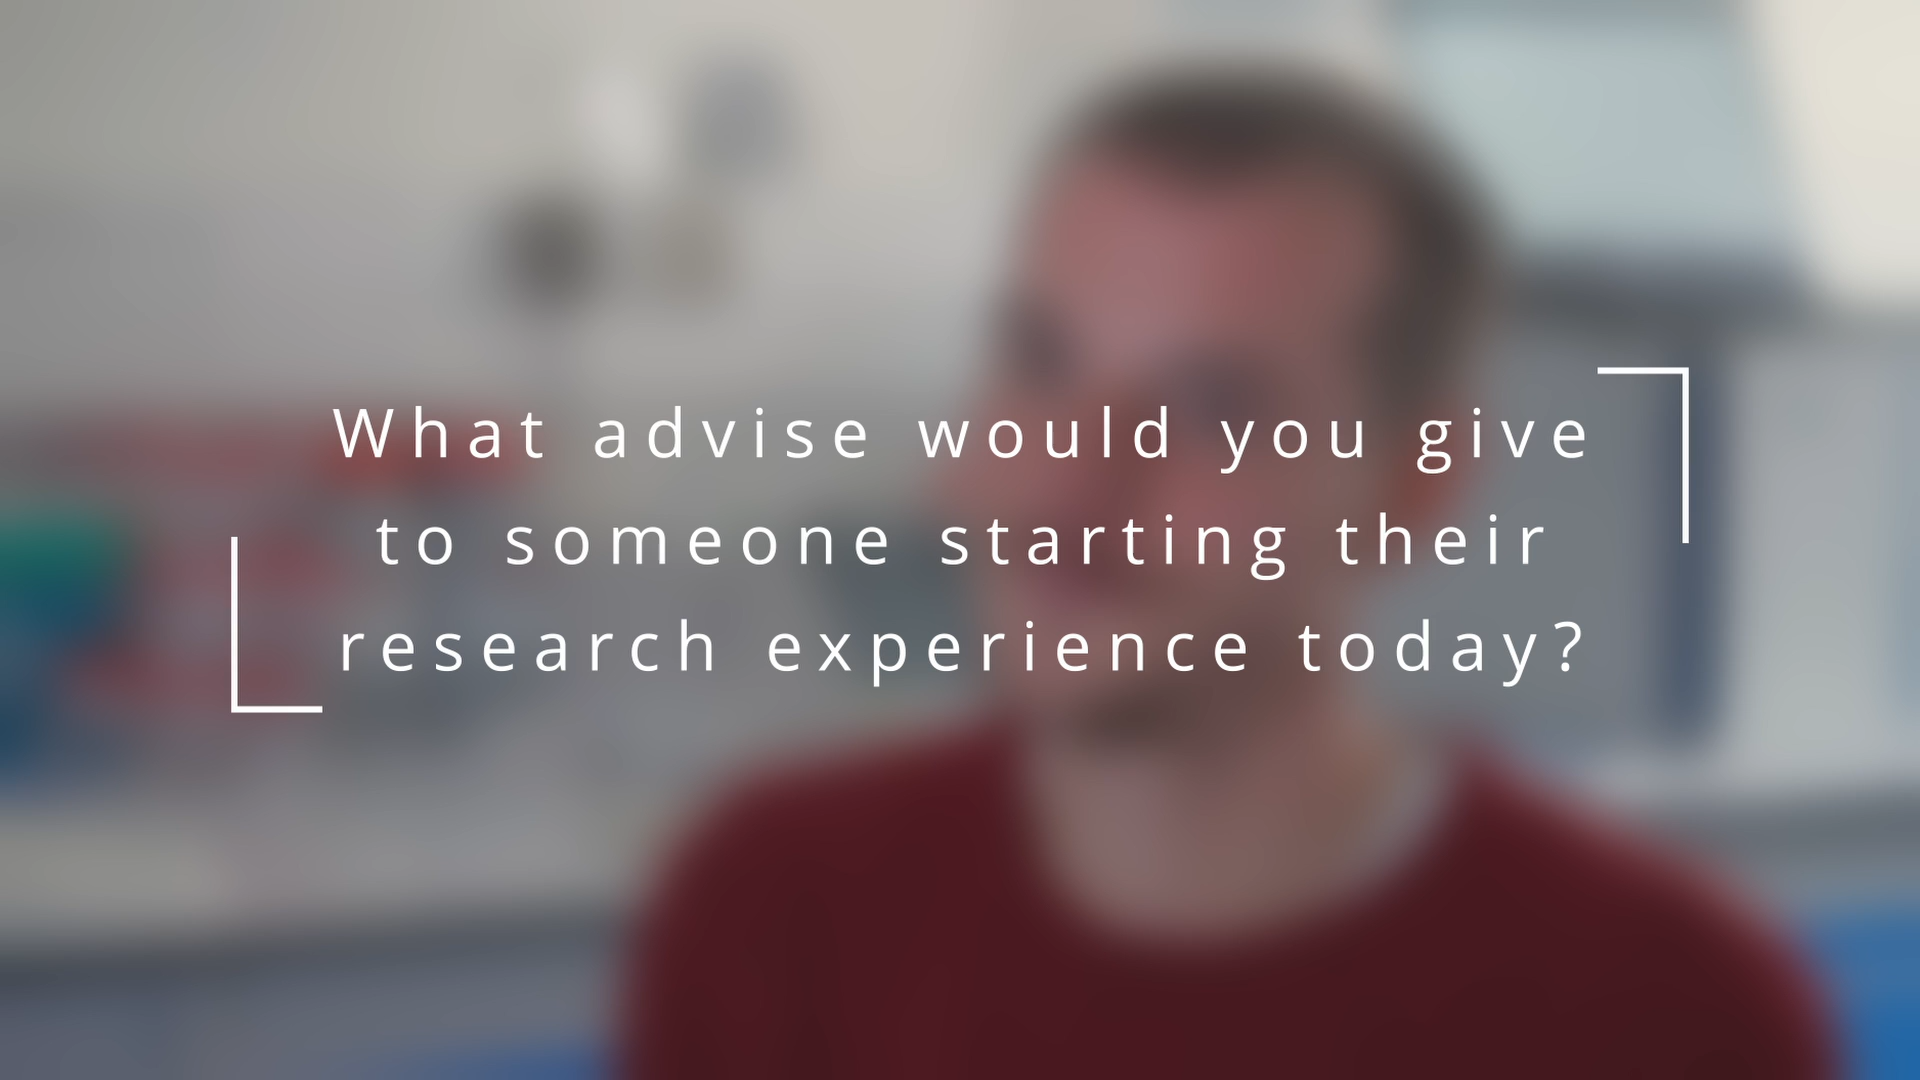 What advise would you give
to someone starting their
research experience today?